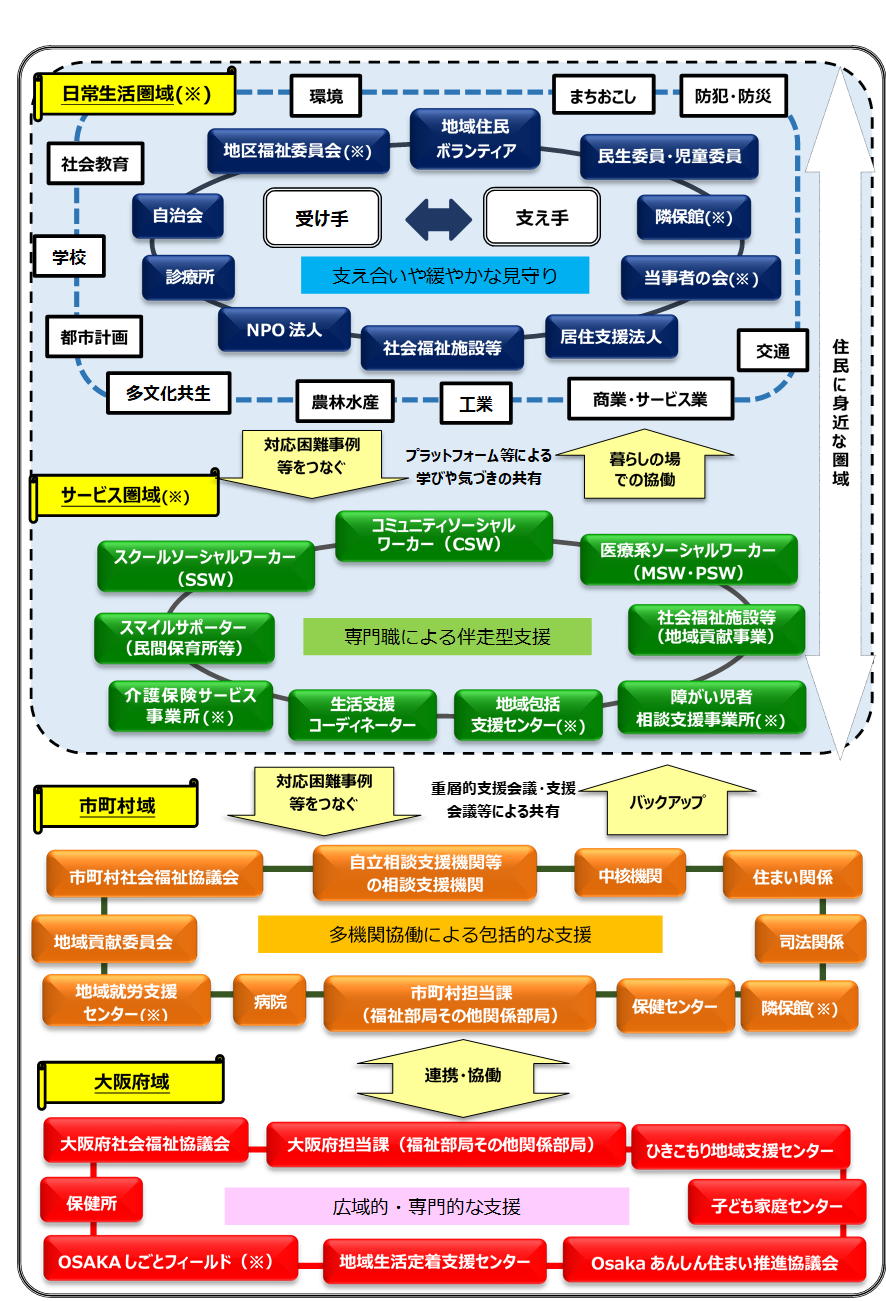 日常生活圏域(※)
環境
まちおこし
防犯・防災
社会教育
地区福祉委員会(※)
地域住民
ボランティア
民生委員・児童委員
自治会
受け手
支え手
隣保館(※)
学校
診療所
支え合いや緩やかな見守り
当事者の会(※)
都市計画
NPO 法人
社会福祉施設等
居住支援法人
交通
多文化共生
農林水産
工業
商業・サービス業
住民に身近な圏域
対応困難事例
等をつなぐ
プラットフォーム等による
学びや気づきの共有
暮らしの場
での協働
サービス圏域(※)
スクールソーシャルワーカー
(SSW)
コミュニティソーシャル
ワーカー(CSW)
医療系ソーシャルワーカー
(MSW・PSW)
スマイルサポーター
(民間保育所等)
専門職による伴走型支援
社会福祉施設等
(地域貢献事業)
介護保険サービス
事業所(※)
生活支援
コーディネーター
地域包括
支援センター(※)
障がい児者
相談支援事業所(※)
市町村域
対応困難事例
等をつなぐ
重層的支援会議・支援
会議等による共有
バックアップ
市町村社会福祉協議会
自立相談支援機関等
の相談支援機関
中核機関
住まい関係
地域貢献委員会
多機関協働による包括的な支援
司法関係
地域就労支援
センター(※)
病院
市町村担当課
(福祉部局その他関係部局)
保健センター
隣保館(※)
大阪府域
連携・協働
大阪府社会福祉協議会
大阪府担当課(福祉部局その他関係部局)
ひきこもり地域支援センター
保健所
広域的・専門的な支援
子ども家庭センター
OSAKAしごとフィールド(※)
地域生活定着支援センター
Osaka あんしん住まい推進協議会